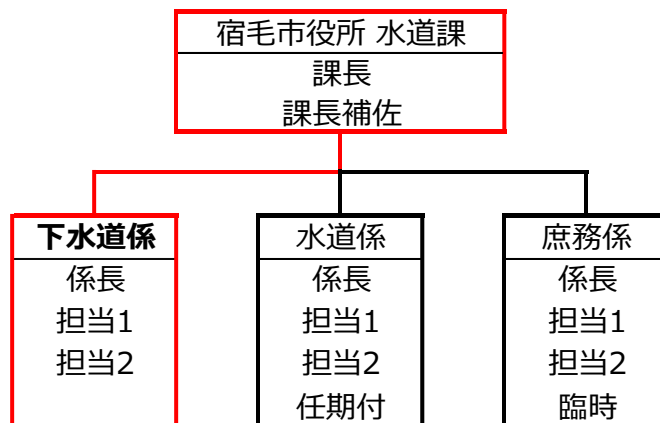 宿毛市役所 水道課
課長
課長補佐
下水道係
係長
担当1
担当2
水道係
係長
担当1
担当2
任期付
庶務係
係長
担当1
担当2
臨時